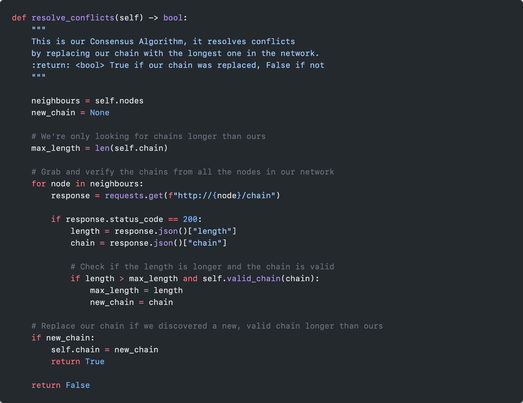 def resolve_conflicts(self) -> bool:
"""
This is our Consensus Algorithm, it resolves conflicts
by replacing our chain with the longest one in the network.
:return: <bool> True if our chain was replaced, False if not
"""
neighbours = self.nodes
new_chain = None
# We're only looking for chains longer than ours
max_length = len(self.chain)
# Grab and verify the chains from all the nodes in our network
for node in neighbours:
response = requests.get(f"http://{node}/chain")
if response.status_code == 200:
length = response.json()["length"]
chain = response.json()["chain"]
# Check if the length is longer and the chain is valid
if length > max_length and self.valid_chain(chain):
max_length = length
new_chain = chain
# Replace our chain if we discovered a new, valid chain longer than ours
if new_chain:
self.chain = new_chain
return True
return False